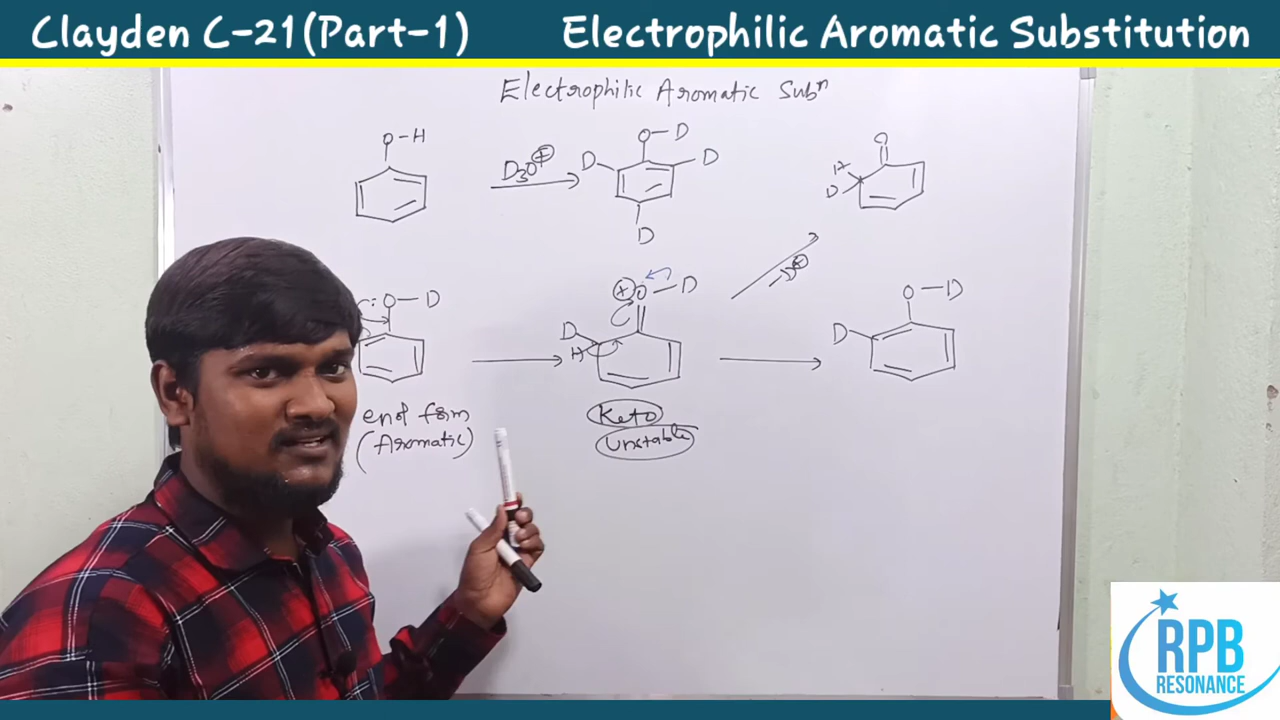 Clayden C-21(Part-1) Electrophilic Aromatic Substitution
Electrophilic Aromatic Subⁿ
O-H
D₃O⊕
O-D
D
D
D
O
H
D
-D⊕
:O-D
⊕O-D
D
H
O-D
D
enol form
(Aromatic)
Keto
Unstable
RPB
RESONANCE